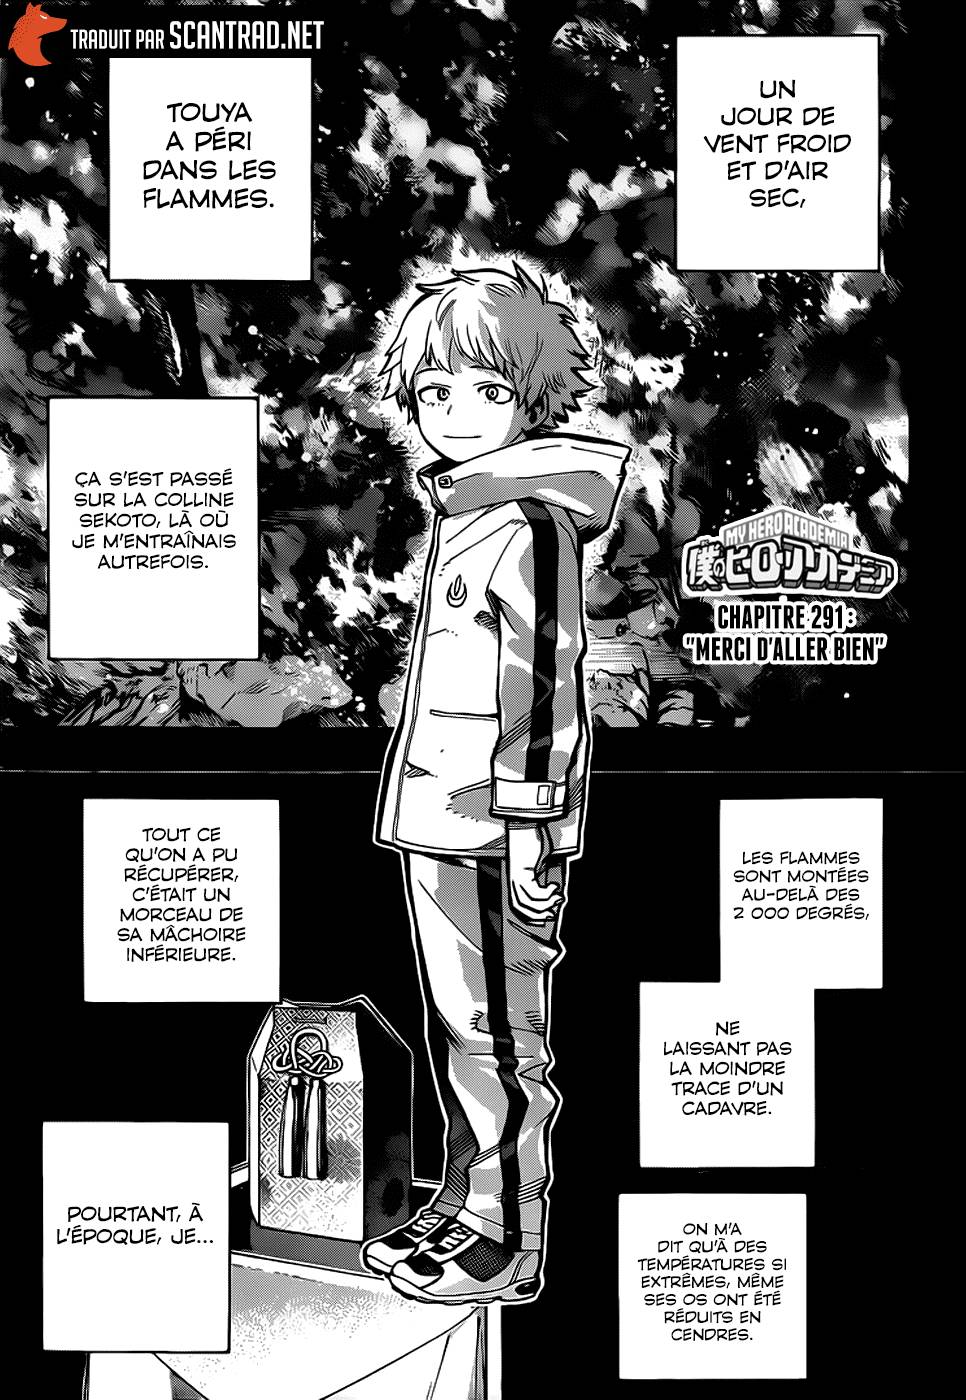 TRADUIT PAR SCANTRAD.NET
UN
JOUR DE
VENT FROID
ET D'AIR
SEC,
TOUYA
A PÉRI
DANS LES
FLAMMES.
ÇA S'EST PASSÉ
SUR LA COLLINE
SEKOTO, LÀ OÙ
JE M'ENTRAÎNAIS
AUTREFOIS.
MY HERO ACADEMIA
僕のヒーローアカデミア
CHAPITRE 291 :
"MERCI D'ALLER BIEN"
LES FLAMMES
SONT MONTÉES
AU-DELÀ DES
2 000 DEGRÉS,
NE
LAISSANT PAS
LA MOINDRE
TRACE D'UN
CADAVRE.
ON M'A
DIT QU'À DES
TEMPÉRATURES SI
EXTRÊMES, MÊME
SES OS ONT ÉTÉ
RÉDUITS EN
CENDRES.
TOUT CE
QU'ON A PU
RÉCUPÉRER,
C'ÉTAIT UN
MORCEAU DE
SA MÂCHOIRE
INFÉRIEURE.
POURTANT, À
L'ÉPOQUE, JE...